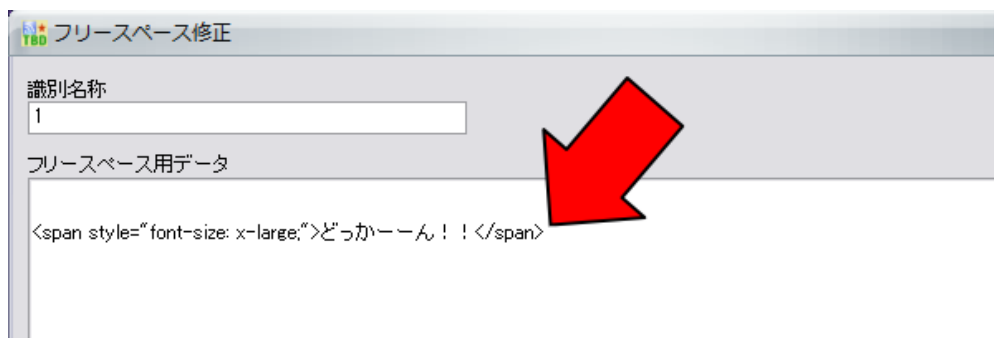 TBD フリースペース修正
識別名称
1
フリースペース用データ
<span style="font-size: x-large;">どっかーーん！！</span>